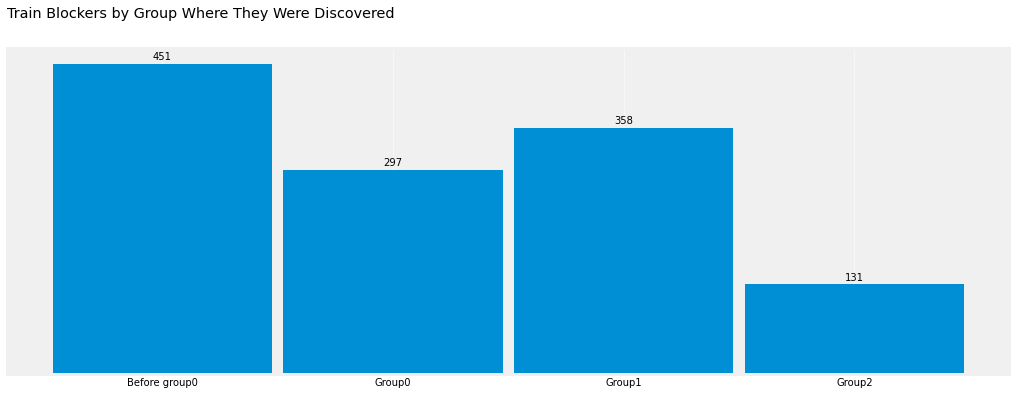 Train Blockers by Group Where They Were Discovered
451
297
358
131
Before group0
Group0
Group1
Group2